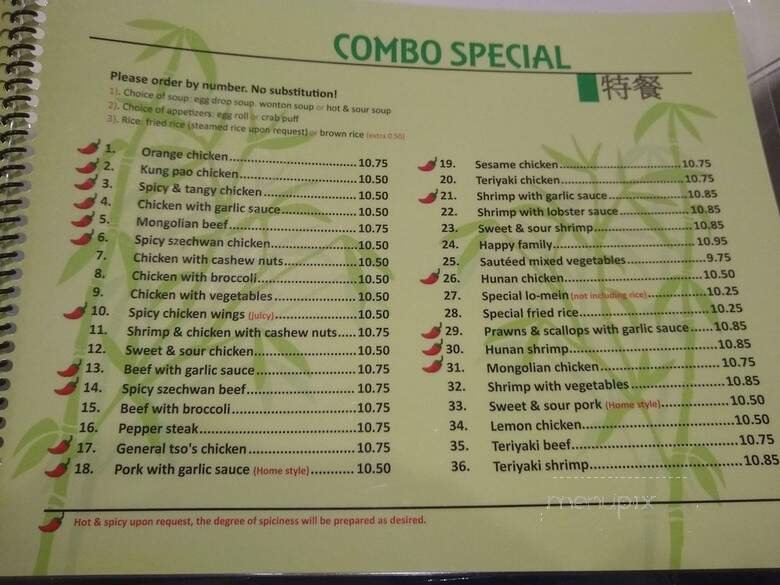 COMBO SPECIAL
特餐
Please order by number. No substitution!
1). Choice of soup: egg drop soup, wonton soup or hot & sour soup
2). Choice of appetizers: egg roll or crab puff
3). Rice: fried rice (steamed rice upon request) or brown rice (extra 0.50)
1. Orange chicken 10.75
2. Kung pao chicken 10.50
3. Spicy & tangy chicken 10.50
4. Chicken with garlic sauce 10.50
5. Mongolian beef 10.75
6. Spicy szechwan chicken 10.50
7. Chicken with cashew nuts 10.50
8. Chicken with broccoli 10.50
9. Chicken with vegetables 10.50
10. Spicy chicken wings (juicy) 10.50
11. Shrimp & chicken with cashew nuts 10.75
12. Sweet & sour chicken 10.50
13. Beef with garlic sauce 10.75
14. Spicy szechwan beef 10.75
15. Beef with broccoli 10.75
16. Pepper steak 10.75
17. General tso's chicken 10.75
18. Pork with garlic sauce (Home style) 10.50
19. Sesame chicken 10.75
20. Teriyaki chicken 10.75
21. Shrimp with garlic sauce 10.85
22. Shrimp with lobster sauce 10.85
23. Sweet & sour shrimp 10.85
24. Happy family 10.95
25. Sautéed mixed vegetables 9.75
26. Hunan chicken 10.50
27. Special lo-mein (not including rice) 10.25
28. Special fried rice 10.25
29. Prawns & scallops with garlic sauce 10.85
30. Hunan shrimp 10.85
31. Mongolian chicken 10.75
32. Shrimp with vegetables 10.85
33. Sweet & sour pork (Home style) 10.50
34. Lemon chicken 10.50
35. Teriyaki beef 10.75
36. Teriyaki shrimp 10.85
menupix
Hot & spicy upon request, the degree of spiciness will be prepared as desired.